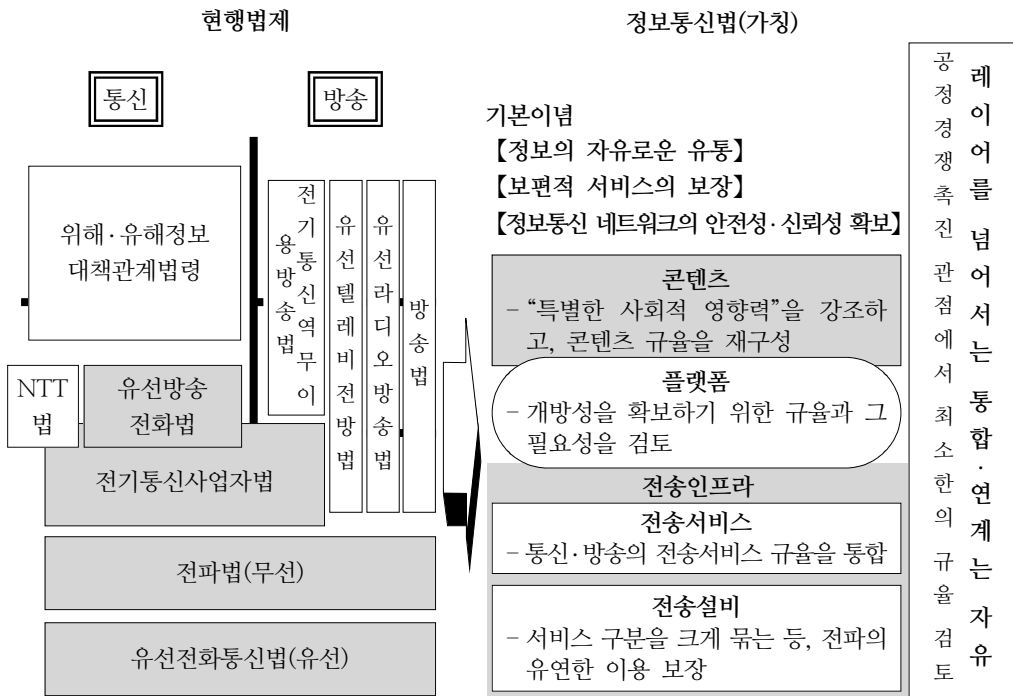 현행법제
정보통신법(가칭)
통신
방송
위해·유해정보
대책관계법령
NTT
법
유선방송
전화법
전기통신사업자법
전파법(무선)
유선전화통신법(유선)
전기통신역무이
용방송법
유선텔레비전방법
유선라디오방송법
방송법
기본이념
【정보의 자유로운 유통】
【보편적 서비스의 보장】
【정보통신 네트워크의 안전성·신뢰성 확보】
콘텐츠
- “특별한 사회적 영향력”을 강조하
고, 콘텐츠 규율을 재구성
플랫폼
- 개방성을 확보하기 위한 규율과 그
필요성을 검토
전송인프라
전송서비스
- 통신·방송의 전송서비스 규율을 통합
전송설비
- 서비스 구분을 크게 묶는 등, 전파의
유연한 이용 보장
레이어를 넘어서는 통합·연계는 자유
공정경쟁촉진 관점에서 최소한의 규율 검토